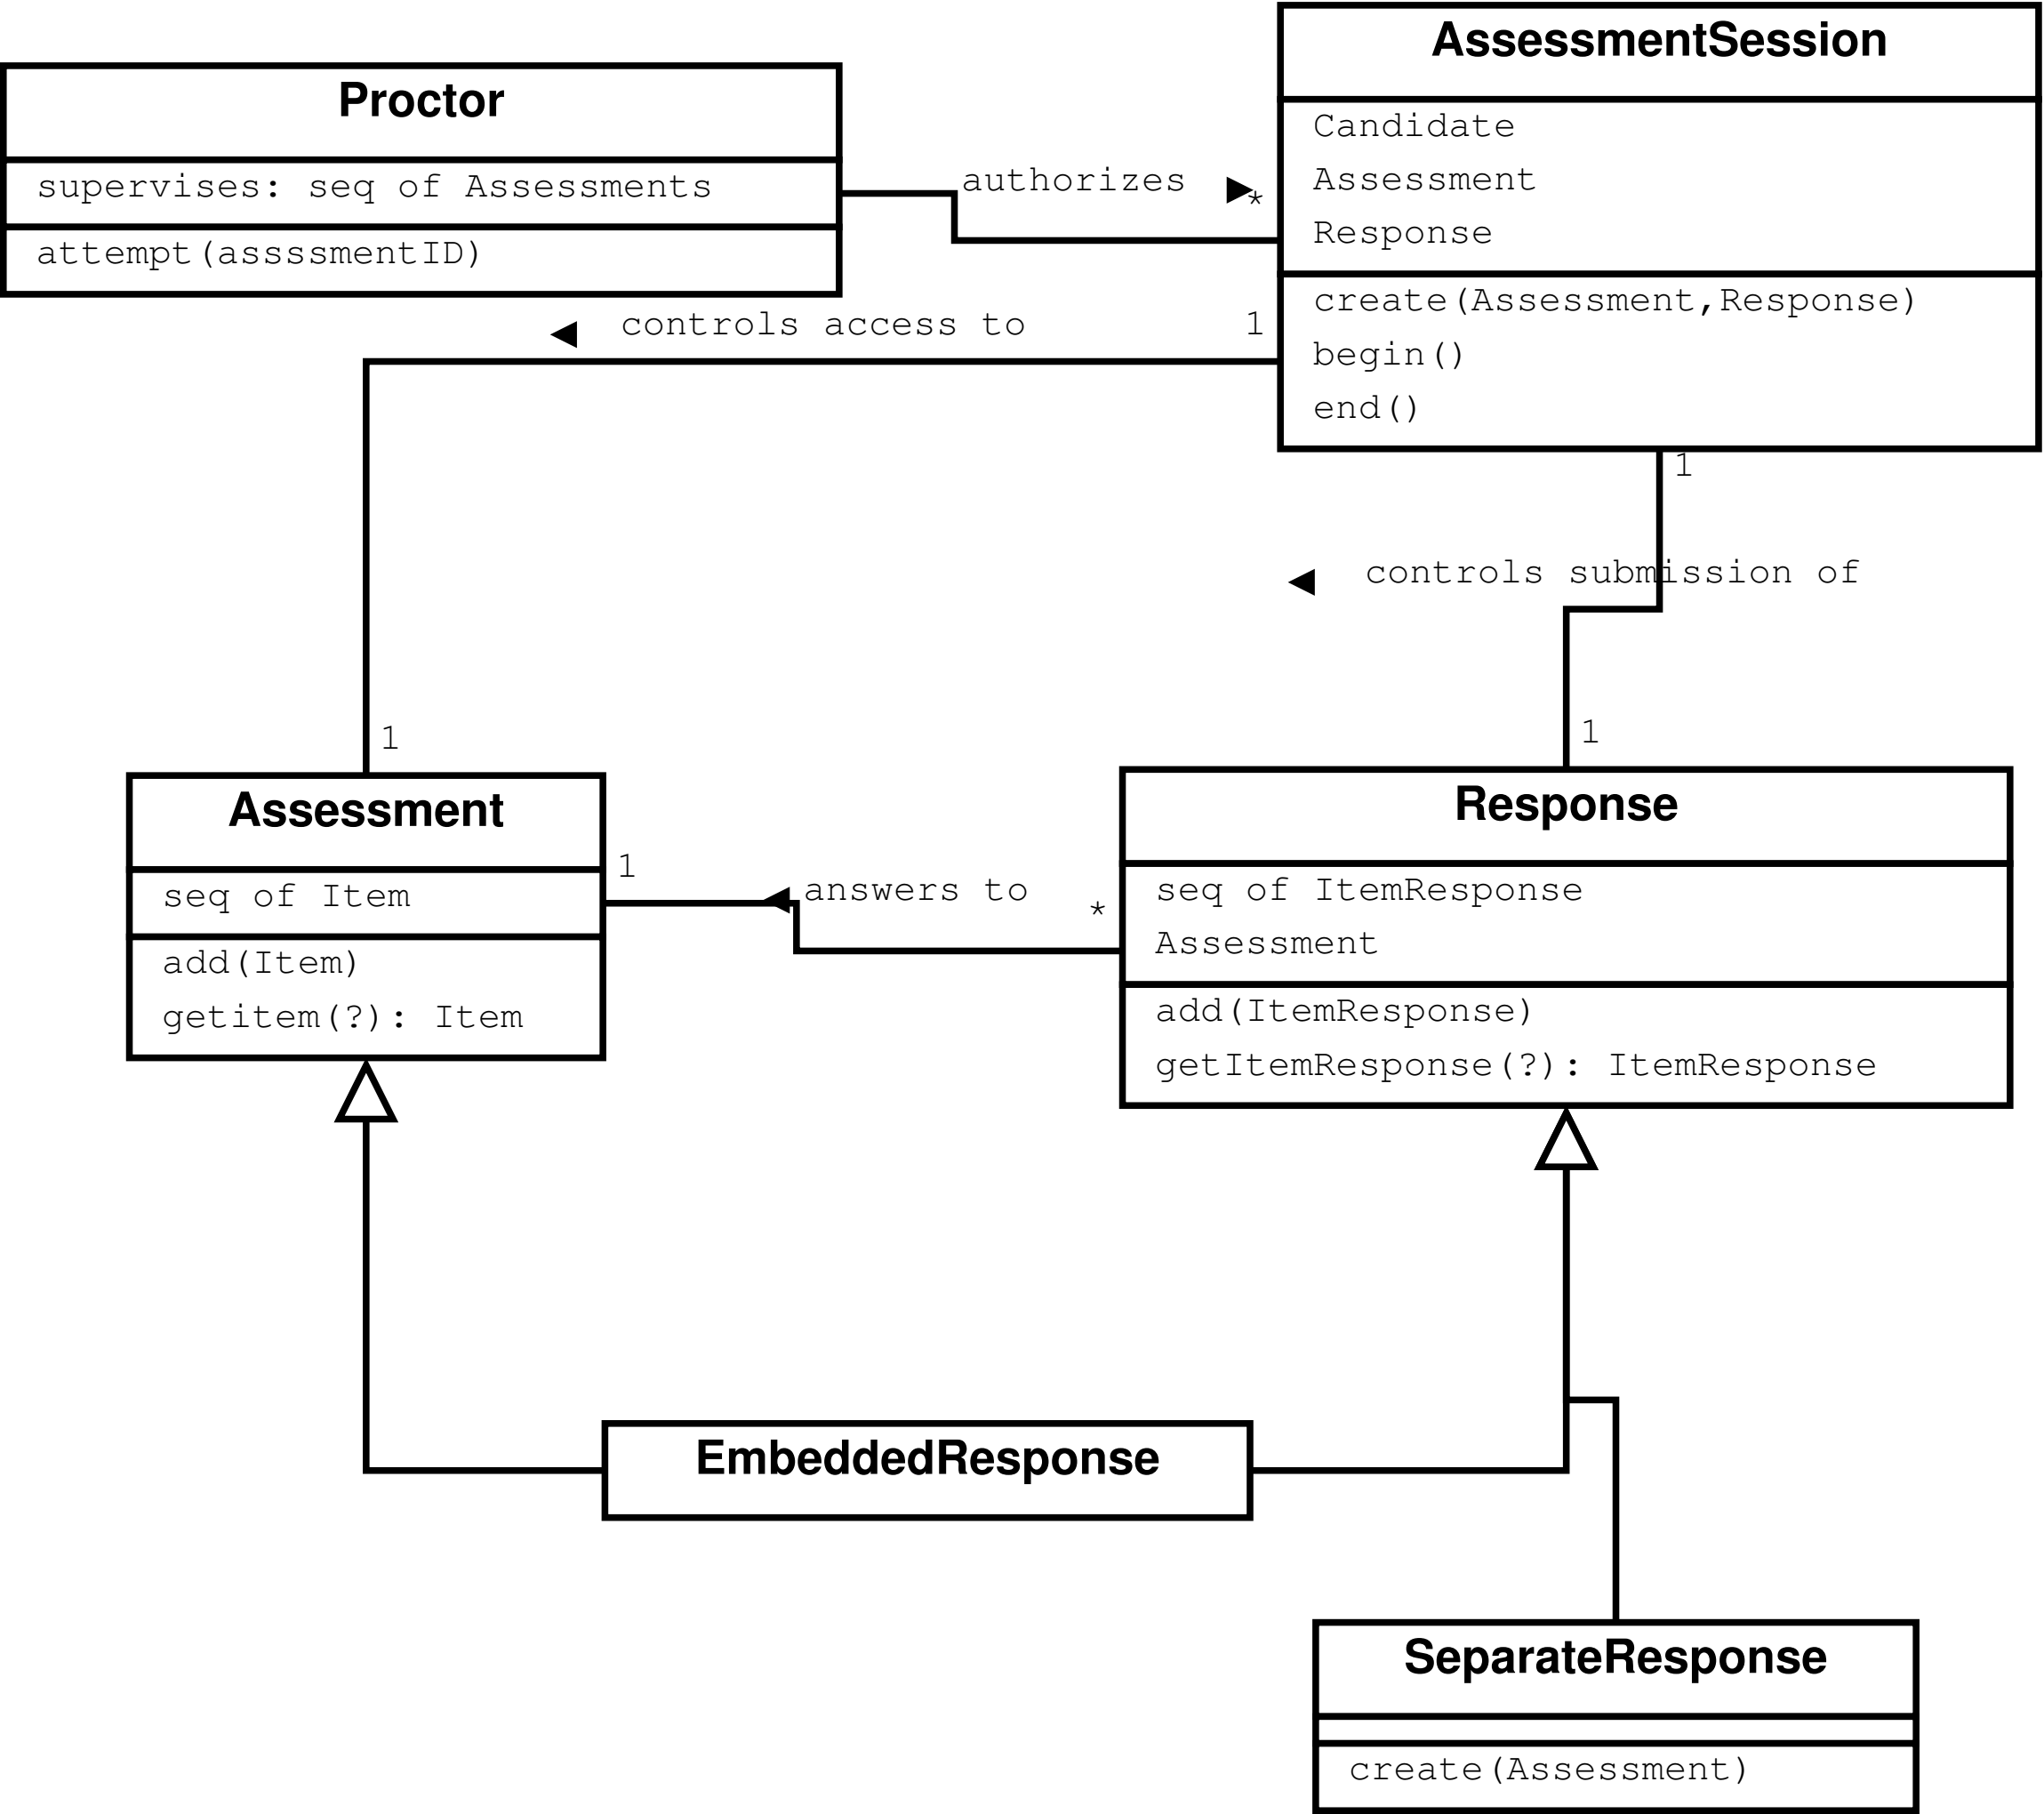 AssessmentSession
Candidate
Assessment
Response
create(Assessment,Response)
begin()
end()
Proctor
supervises: seq of Assessments
attempt(assssmentID)
authorizes
*
controls access to
1
1
1
controls submission of
1
Assessment
seq of Item
add(Item)
getitem(?): Item
1
answers to
*
Response
seq of ItemResponse
Assessment
add(ItemResponse)
getItemResponse(?): ItemResponse
EmbeddedResponse
SeparateResponse
create(Assessment)